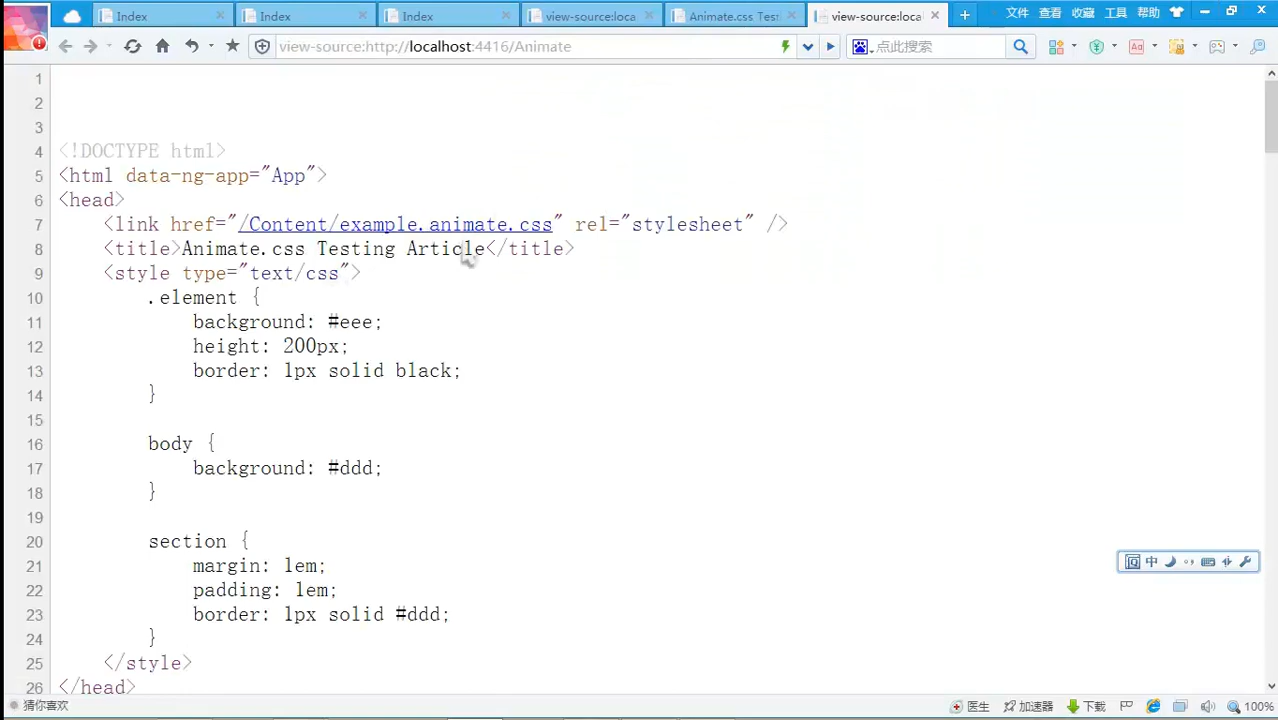 Index
Index
Index
view-source:loca
Animate.css Test
view-source:loca
文件 查看 收藏 工具 帮助
view-source:http://localhost:4416/Animate
点此搜索
1
2
3
4 <!DOCTYPE html>
5 <html data-ng-app="App">
6 <head>
7 <link href="/Content/example.animate.css" rel="stylesheet" />
8 <title>Animate.css Testing Article</title>
9 <style type="text/css">
10 .element {
11 background: #eee;
12 height: 200px;
13 border: 1px solid black;
14 }
15
16 body {
17 background: #ddd;
18 }
19
20 section {
21 margin: 1em;
22 padding: 1em;
23 border: 1px solid #ddd;
24 }
25 </style>
26 </head>
中
猜你喜欢
医生 加速器 下载 100%